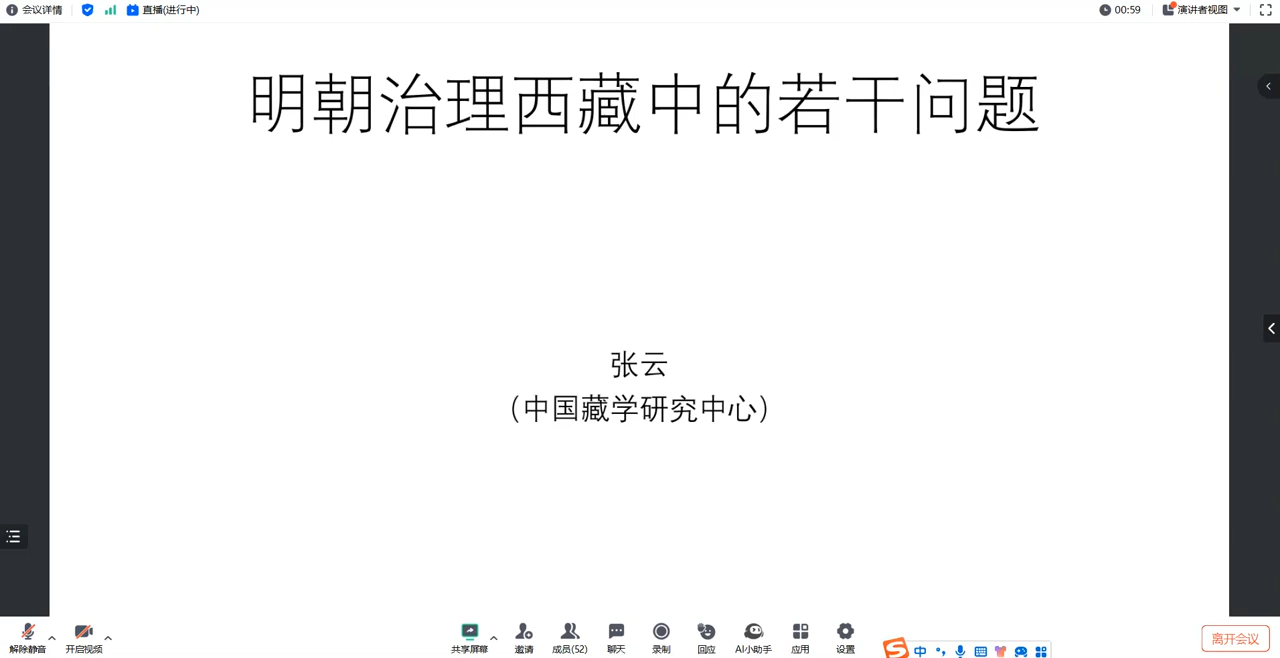 会议详情
直播(进行中)
00:59
演讲者视图
明朝治理西藏中的若干问题
张云
（中国藏学研究中心）
解除静音
开启视频
共享屏幕
邀请
成员(52)
聊天
录制
回应
AI小助手
应用
设置
中
离开会议